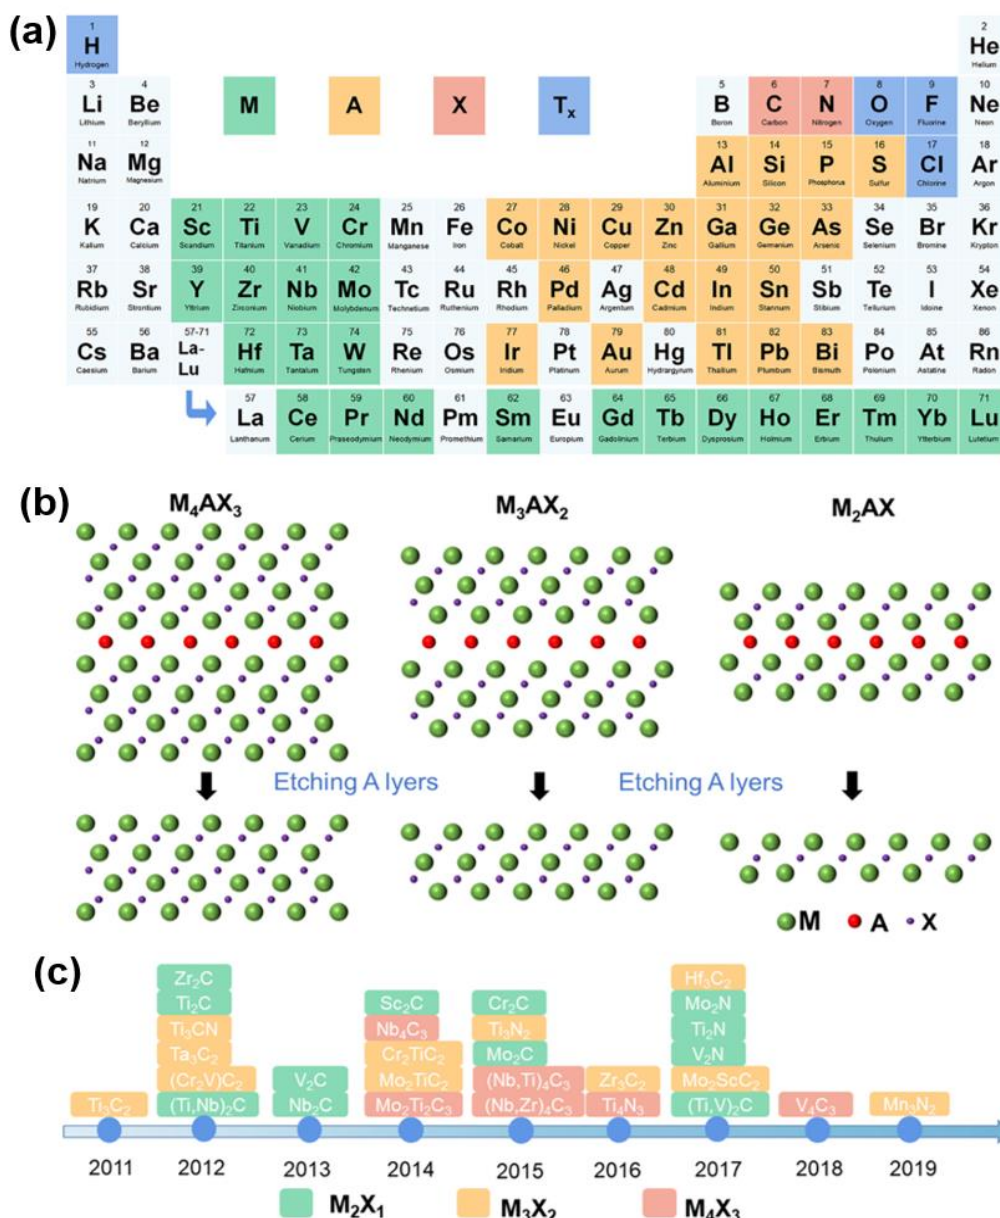 (a)
1 2
H He
Hydrogen Helium
3 4 5 6 7 8 9 10
Li Be M A X Tₓ B C N O F Ne
Lithium Beryllium Boron Carbon Nitrogen Oxygen Fluorine Neon
11 12 13 14 15 16 17 18
Na Mg Al Si P S Cl Ar
Natrium Magnesium Aluminium Silicon Phosphorus Sulfur Chlorine Argon
19 20 21 22 23 24 25 26 27 28 29 30 31 32 33 34 35 36
K Ca Sc Ti V Cr Mn Fe Co Ni Cu Zn Ga Ge As Se Br Kr
Kalium Calcium Scandium Titanium Vanadium Chromium Manganese Iron Cobalt Nickel Copper Zinc Gallium Germanium Arsenic Selenium Bromine Krypton
37 38 39 40 41 42 43 44 45 46 47 48 49 50 51 52 53 54
Rb Sr Y Zr Nb Mo Tc Ru Rh Pd Ag Cd In Sn Sb Te I Xe
Rubidium Strontium Yttrium Zirconium Niobium Molybdenum Technetium Ruthenium Rhodium Palladium Argentum Cadmium Indium Stannum Stibium Tellurium Idoine Xenon
55 56 57-71 72 73 74 75 76 77 78 79 80 81 82 83 84 85 86
Cs Ba La-Lu Hf Ta W Re Os Ir Pt Au Hg Tl Pb Bi Po At Rn
Caesium Barium Hafnium Tantalum Tungsten Rhenium Osmium Iridium Platinum Aurum Hydrargyrum Thallium Plumbum Bismuth Polonium Astatine Radon
57 58 59 60 61 62 63 64 65 66 67 68 69 70 71
La Ce Pr Nd Pm Sm Eu Gd Tb Dy Ho Er Tm Yb Lu
Lanthanum Cerium Praseodymium Neodymium Promethium Samarium Europium Gadolinium Terbium Dysprosium Holmium Erbium Thulium Ytterbium Lutetium
(b)
M₄AX₃ M₃AX₂ M₂AX
Etching A lyers Etching A lyers
M A X
(c)
Zr₂C Hf₃C₂
Ti₂C Sc₂C Cr₂C Mo₂N
Ti₃CN Nb₄C₃ Ti₃N₂ Ti₂N
Ta₃C₂ Cr₂TiC₂ Mo₂C V₂N
(Cr₂V)C₂ V₂C Mo₂TiC₂ (Nb,Ti)₄C₃ Zr₃C₂ Mo₂ScC₂
Ti₃C₂ (Ti,Nb)₂C Nb₂C Mo₂Ti₂C₃ (Nb,Zr)₄C₃ Ti₄N₃ (Ti,V)₂C V₄C₃ Mn₃N₂
2011 2012 2013 2014 2015 2016 2017 2018 2019
M₂X₁ M₃X₂ M₄X₃